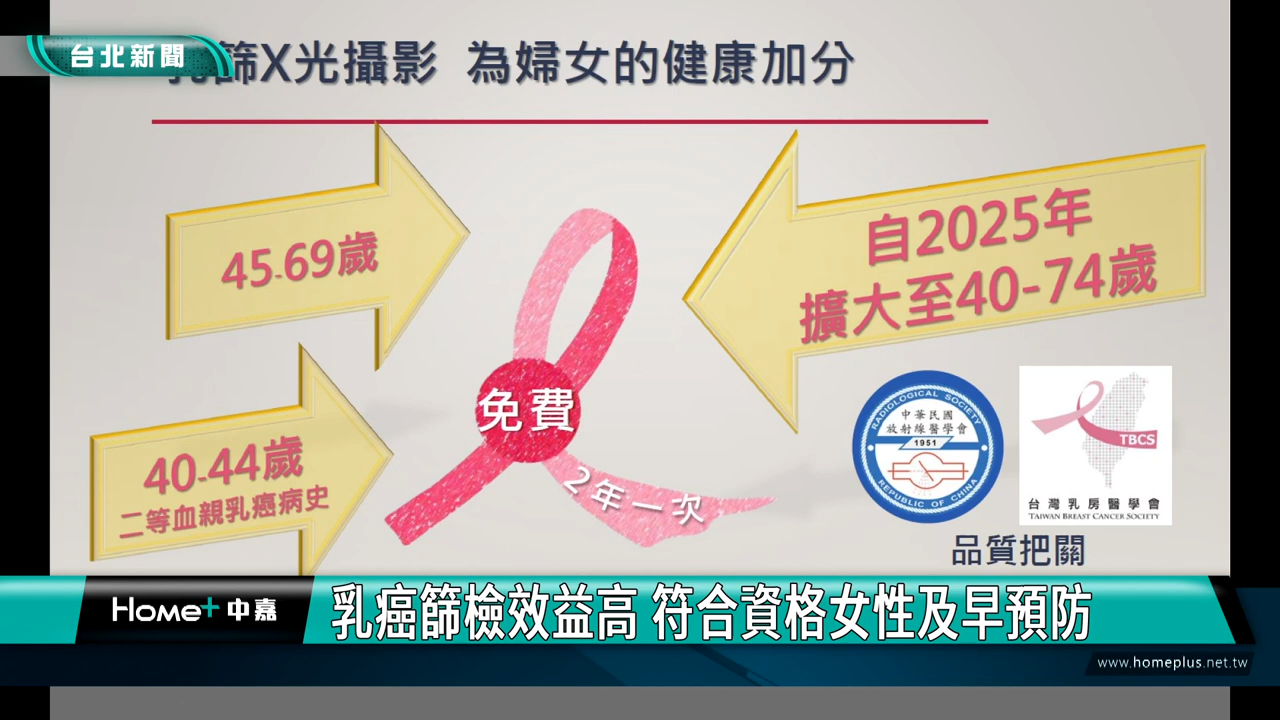 台北新聞
篩X光攝影 為婦女的健康加分
45-69歲
自2025年
擴大至40-74歲
40-44歲
二等血親乳癌病史
免費
2年一次
RADIOLOGICAL SOCIETY
中華民國
放射線醫學會
1951
REPUBLIC OF CHINA
TBCS
台灣乳房醫學會
TAIWAN BREAST CANCER SOCIETY
品質把關
Home+中嘉
乳癌篩檢效益高 符合資格女性及早預防
www.homeplus.net.tw